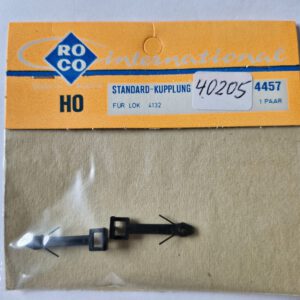 ROCO international
HO
STANDARD-KUPPLUNG 4457
FÜR LOK 4132 1 PAAR
40205